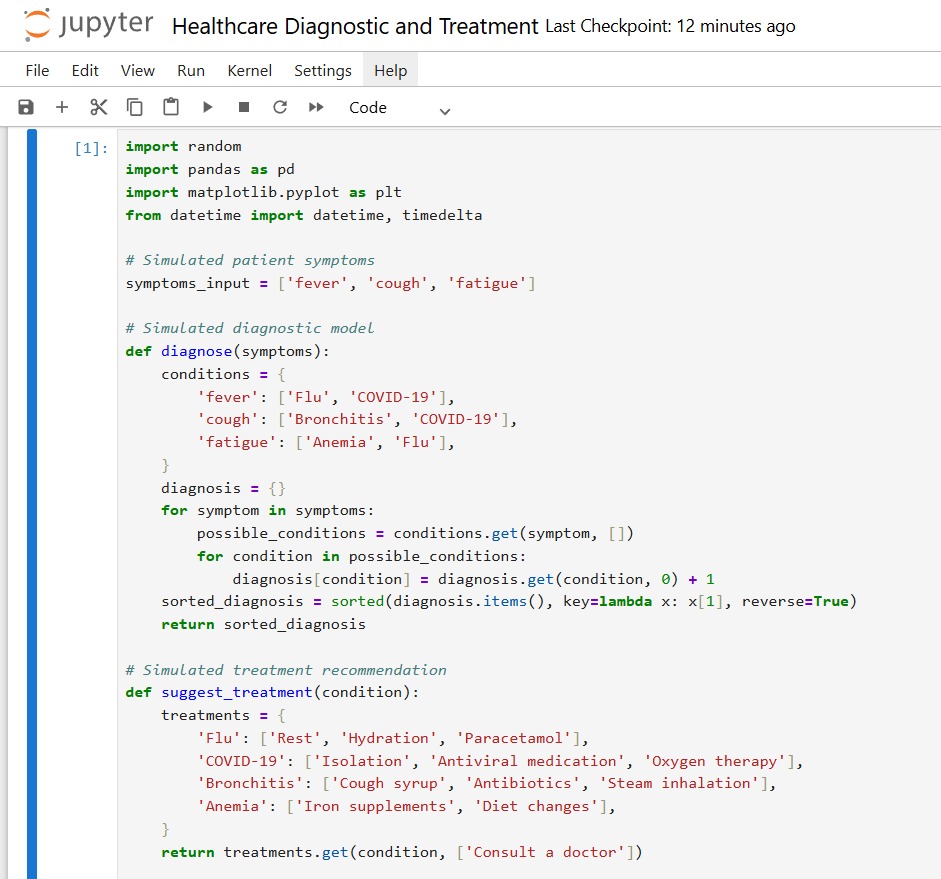 jupyter Healthcare Diagnostic and Treatment Last Checkpoint: 12 minutes ago
File Edit View Run Kernel Settings Help
Code
[1]: import random
import pandas as pd
import matplotlib.pyplot as plt
from datetime import datetime, timedelta

# Simulated patient symptoms
symptoms_input = ['fever', 'cough', 'fatigue']

# Simulated diagnostic model
def diagnose(symptoms):
    conditions = {
        'fever': ['Flu', 'COVID-19'],
        'cough': ['Bronchitis', 'COVID-19'],
        'fatigue': ['Anemia', 'Flu'],
    }
    diagnosis = {}
    for symptom in symptoms:
        possible_conditions = conditions.get(symptom, [])
        for condition in possible_conditions:
            diagnosis[condition] = diagnosis.get(condition, 0) + 1
    sorted_diagnosis = sorted(diagnosis.items(), key=lambda x: x[1], reverse=True)
    return sorted_diagnosis

# Simulated treatment recommendation
def suggest_treatment(condition):
    treatments = {
        'Flu': ['Rest', 'Hydration', 'Paracetamol'],
        'COVID-19': ['Isolation', 'Antiviral medication', 'Oxygen therapy'],
        'Bronchitis': ['Cough syrup', 'Antibiotics', 'Steam inhalation'],
        'Anemia': ['Iron supplements', 'Diet changes'],
    }
    return treatments.get(condition, ['Consult a doctor'])